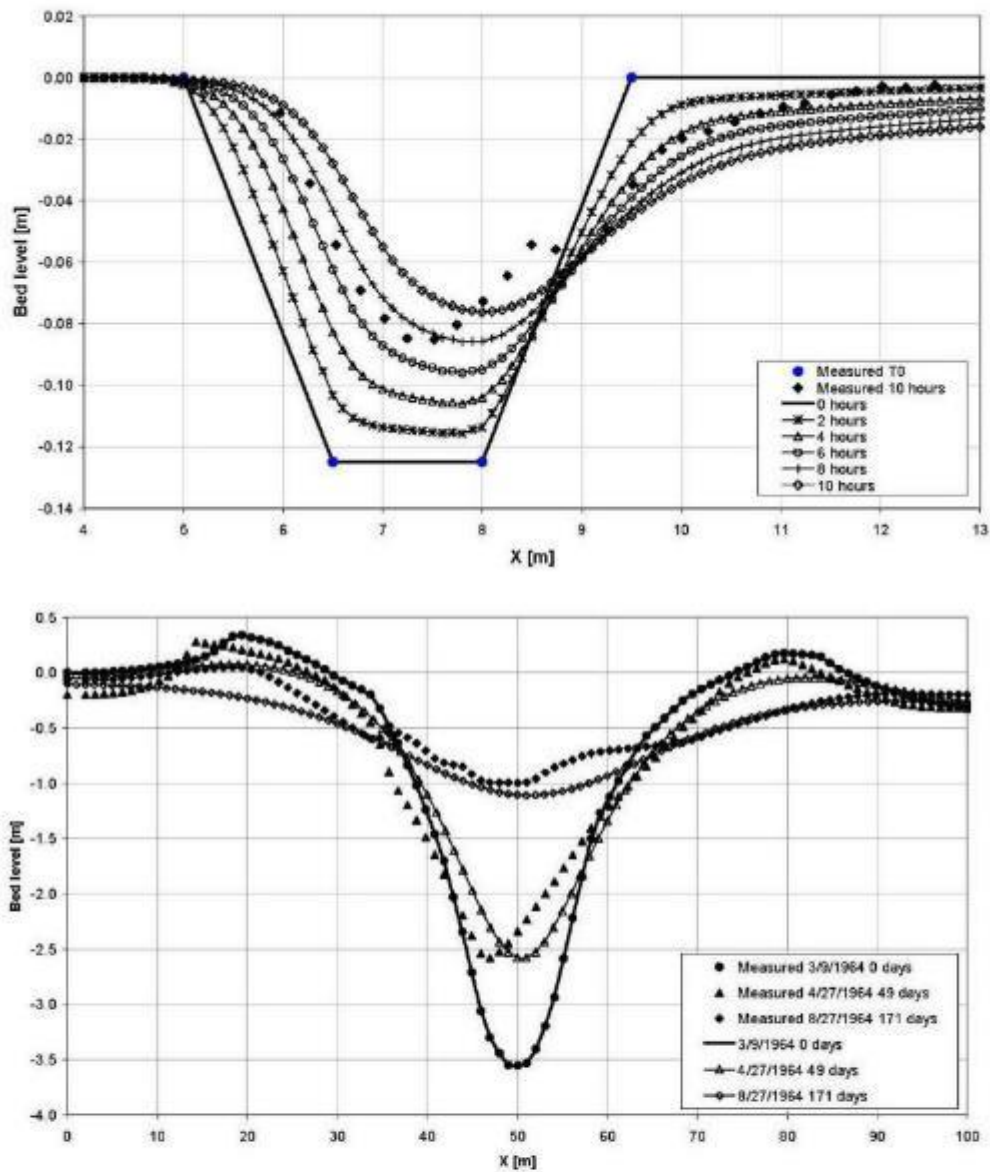 0.02
0.00
-0.02
-0.04
-0.06
-0.08
-0.10
-0.12
-0.14
Bed level [m]
Measured T0
Measured 10 hours
0 hours
2 hours
4 hours
6 hours
8 hours
10 hours
4 5 6 7 8 9 10 11 12 13
X [m]
0.5
0.0
-0.5
-1.0
-1.5
-2.0
-2.5
-3.0
-3.5
-4.0
Bed level [m]
Measured 3/9/1964 0 days
Measured 4/27/1964 49 days
Measured 8/27/1964 171 days
3/9/1964 0 days
4/27/1964 49 days
8/27/1964 171 days
0 10 20 30 40 50 60 70 80 90 100
X [m]